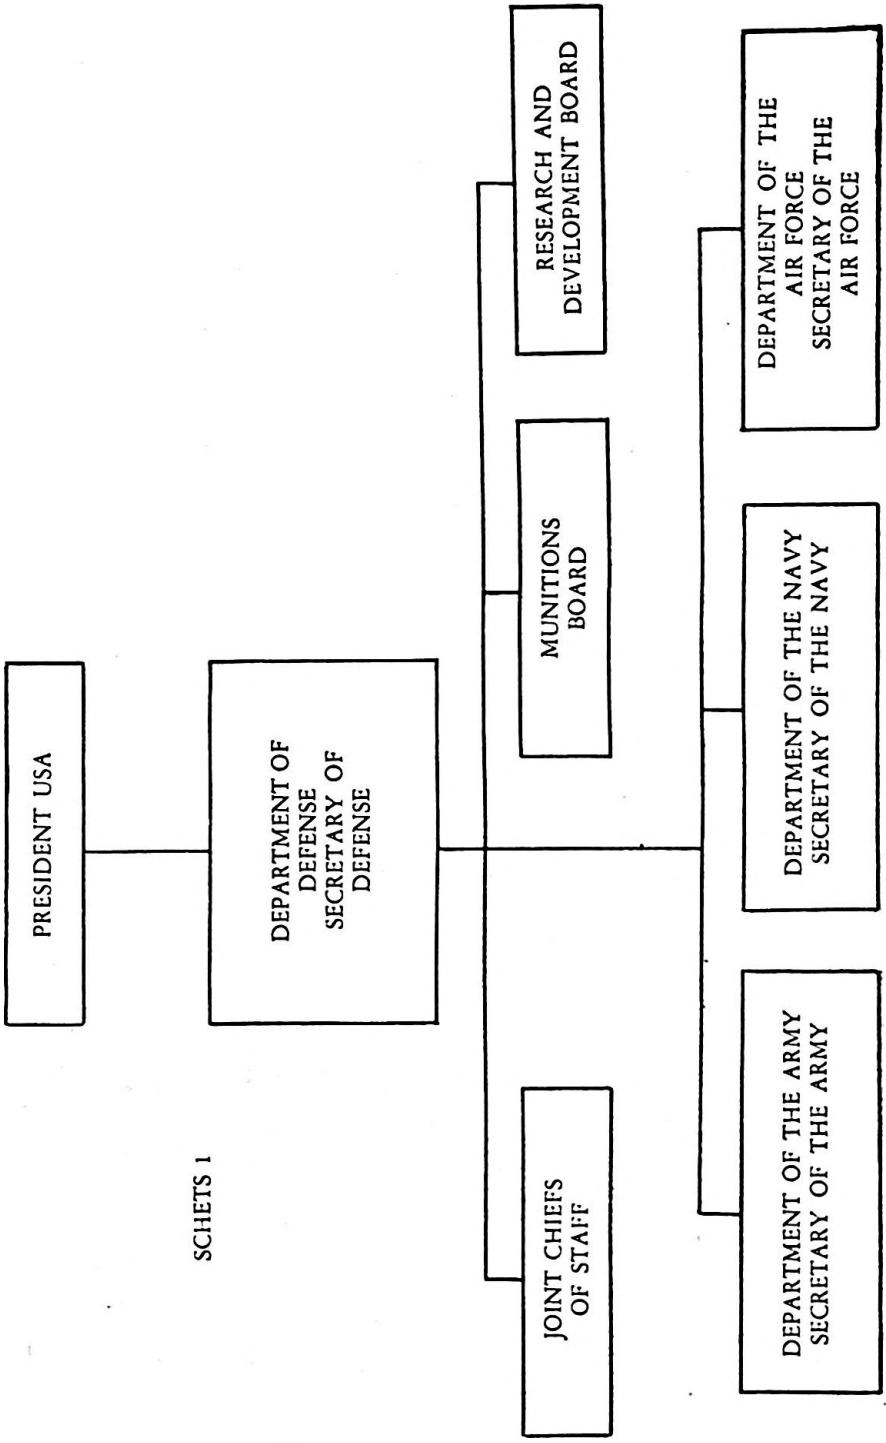 PRESIDENT USA
SCHETS 1
DEPARTMENT OF
DEFENSE
SECRETARY OF
DEFENSE
JOINT CHIEFS
OF STAFF
MUNITIONS
BOARD
RESEARCH AND
DEVELOPMENT BOARD
DEPARTMENT OF THE ARMY
SECRETARY OF THE ARMY
DEPARTMENT OF THE NAVY
SECRETARY OF THE NAVY
DEPARTMENT OF THE
AIR FORCE
SECRETARY OF THE
AIR FORCE